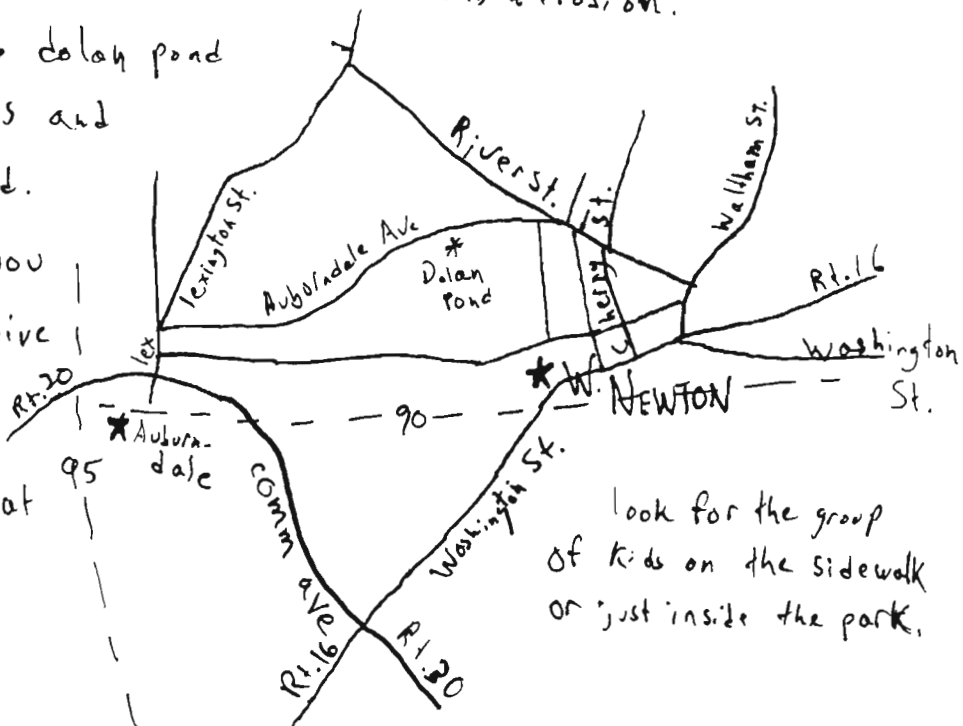 dolan pond
s and
d.
ou
ive
at
River St.
Waltham St.
Lexington St.
Auburndale Ave
Dolan
Pond
Cherry St.
Rt. 16
Washington
St.
lex
Rt. 20
W. NEWTON
90
Auburn-
dale
95
comm ave
Washington St.
Rt. 16
Rt. 30
look for the group
of kids on the sidewalk
or just inside the park.